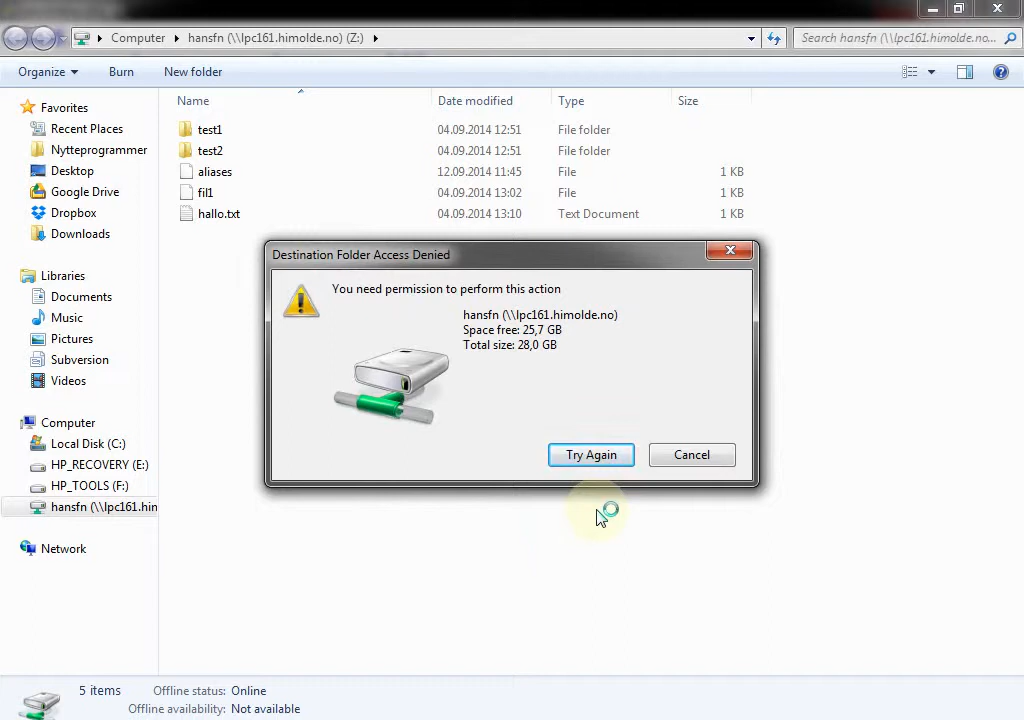 Computer
hansfn (\\lpc161.himolde.no) (Z:)
Search hansfn (\\lpc161.himolde.no...
Organize
Burn
New folder
Name
Date modified
Type
Size
Favorites
Recent Places
Nytteprogrammer
Desktop
Google Drive
Dropbox
Downloads
Libraries
Documents
Music
Pictures
Subversion
Videos
Computer
Local Disk (C:)
HP_RECOVERY (E:)
HP_TOOLS (F:)
hansfn (\\lpc161.him
Network
test1 04.09.2014 12:51 File folder
test2 04.09.2014 12:51 File folder
aliases 12.09.2014 11:45 File 1 KB
fil1 04.09.2014 13:02 File 1 KB
hallo.txt 04.09.2014 13:10 Text Document 1 KB
Destination Folder Access Denied
You need permission to perform this action
hansfn (\\lpc161.himolde.no)
Space free: 25,7 GB
Total size: 28,0 GB
Try Again
Cancel
5 items
Offline status: Online
Offline availability: Not available